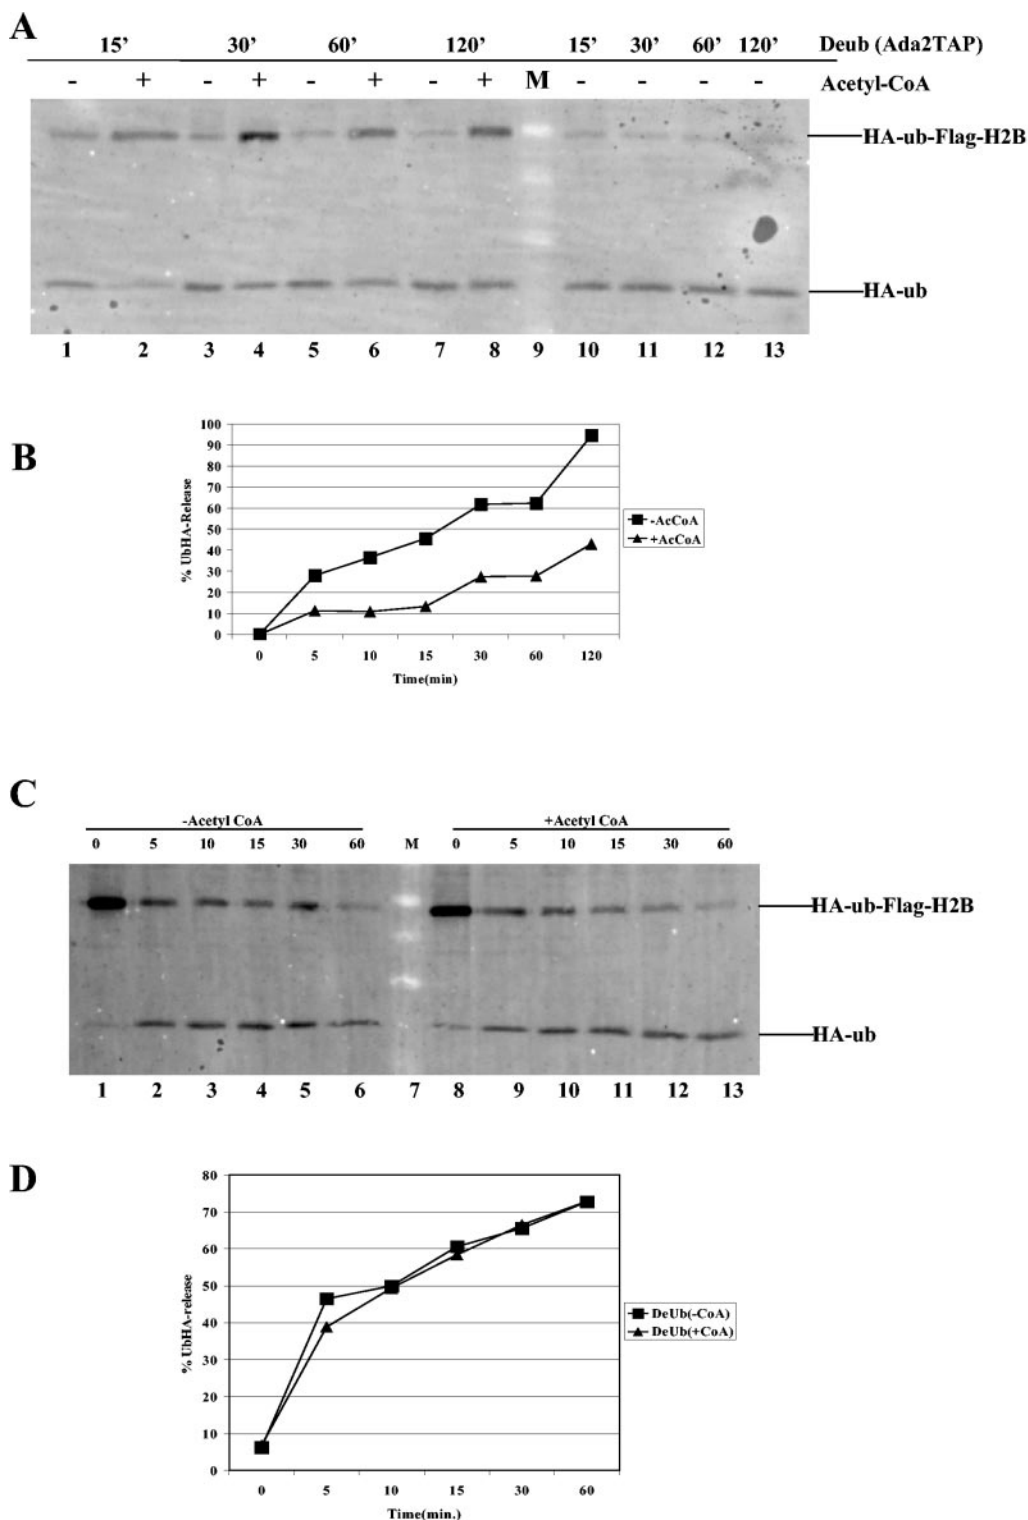 A
15’ 30’ 60’ 120’ 15’ 30’ 60’ 120’ Deub (Ada2TAP)
- + - + - + - + M - - - - Acetyl-CoA
HA-ub-Flag-H2B
HA-ub
1 2 3 4 5 6 7 8 9 10 11 12 13
B
100
90
80
70
60
50
40
30
20
10
0
% UbHA-Release
-AcCoA
+AcCoA
0 5 10 15 30 60 120
Time(min)
C
-Acetyl CoA +Acetyl CoA
0 5 10 15 30 60 M 0 5 10 15 30 60
HA-ub-Flag-H2B
HA-ub
1 2 3 4 5 6 7 8 9 10 11 12 13
D
80
70
60
50
40
30
20
10
0
% UbHA-release
DeUb(-CoA)
DeUb(+CoA)
0 5 10 15 30 60
Time(min.)